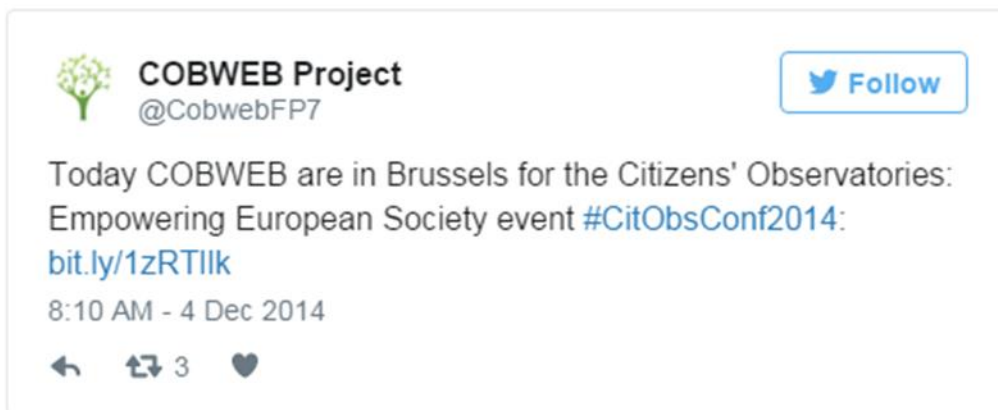 COBWEB Project
@CobwebFP7
Follow
Today COBWEB are in Brussels for the Citizens' Observatories:
Empowering European Society event #CitObsConf2014:
bit.ly/1zRTIlk
8:10 AM - 4 Dec 2014
3